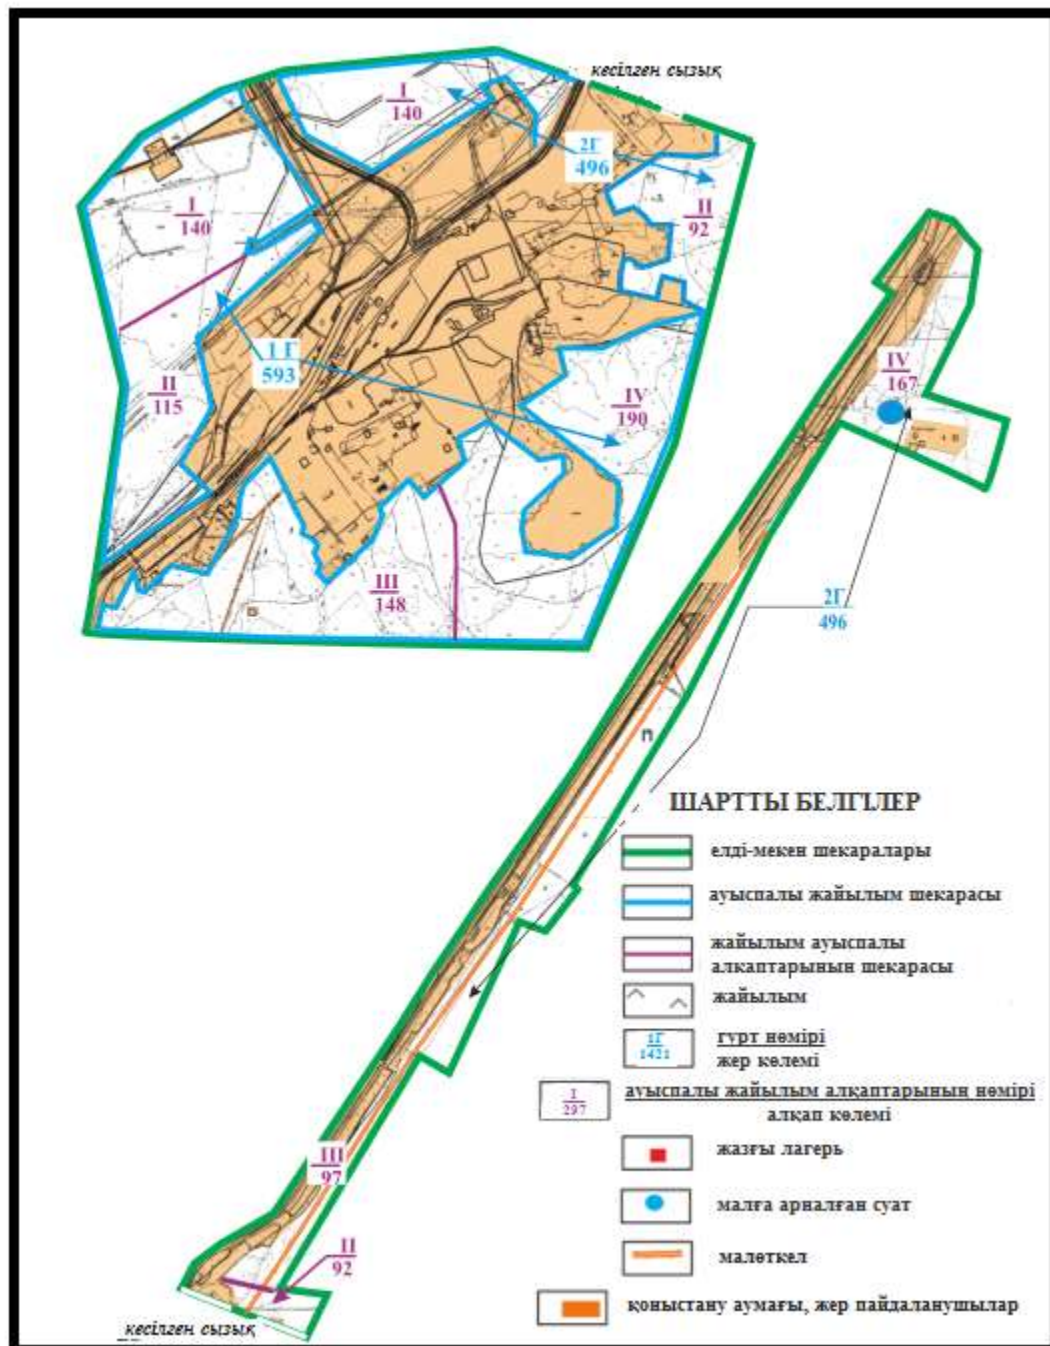 кесілген сызық
I
140
2Г
496
I
140
II
92
1 Г
593
II
115
IV
190
IV
167
III
148
2Г
496
п
ШАРТТЫ БЕЛГІЛЕР
елді-мекен шекаралары
ауыспалы жайылым шекарасы
жайылым ауыспалы
алқаптарынын шекарасы
жайылым
1Г
1421
гурт нөмірі
жер көлемі
I
297
ауыспалы жайылым алқаптарының нөмірі
алқап көлемі
жазғы лагерь
малға арналған суат
малөткел
қоныстану аумағы, жер пайдаланушылар
III
97
II
92
кесілген сызық